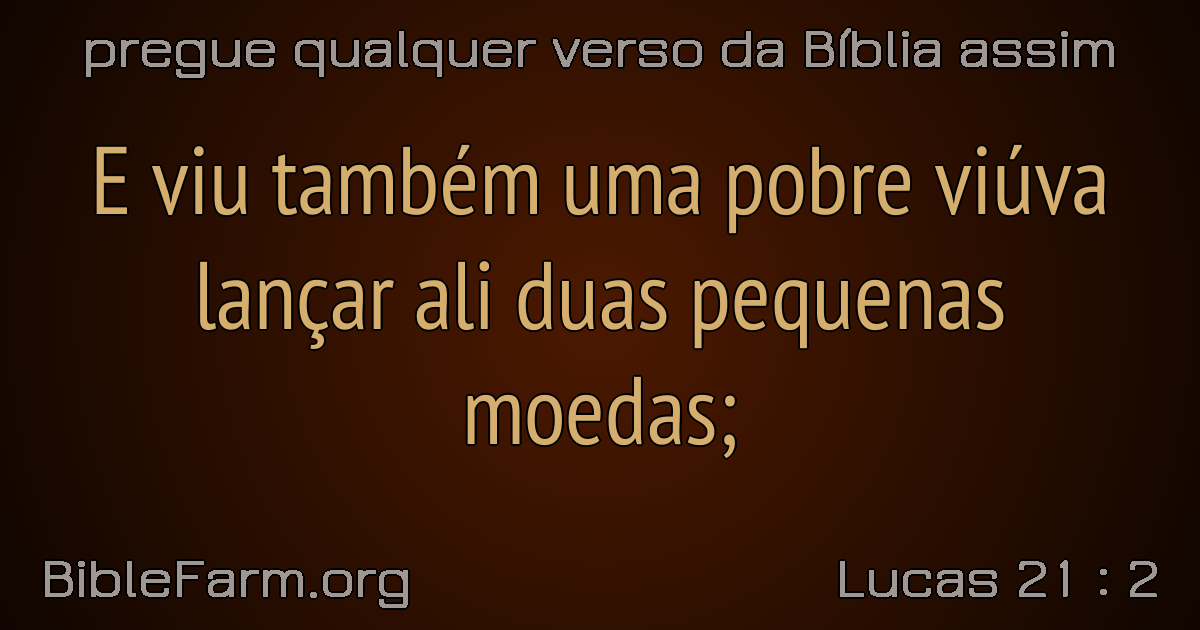 pregue qualquer verso da Bíblia assim
E viu também uma pobre viúva
lançar ali duas pequenas
moedas;
BibleFarm.org
Lucas 21 : 2